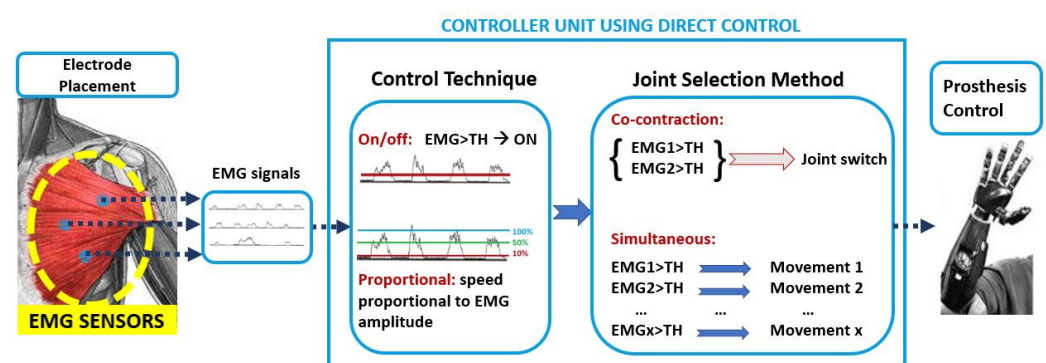 CONTROLLER UNIT USING DIRECT CONTROL
Electrode
Placement
EMG SENSORS
EMG signals
Control Technique
On/off: EMG>TH → ON
100%
50%
10%
Proportional: speed
proportional to EMG
amplitude
Joint Selection Method
Co-contraction:
{ EMG1>TH
EMG2>TH } Joint switch
Simultaneous:
EMG1>TH Movement 1
EMG2>TH Movement 2
... ... ...
EMGx>TH Movement x
Prosthesis
Control